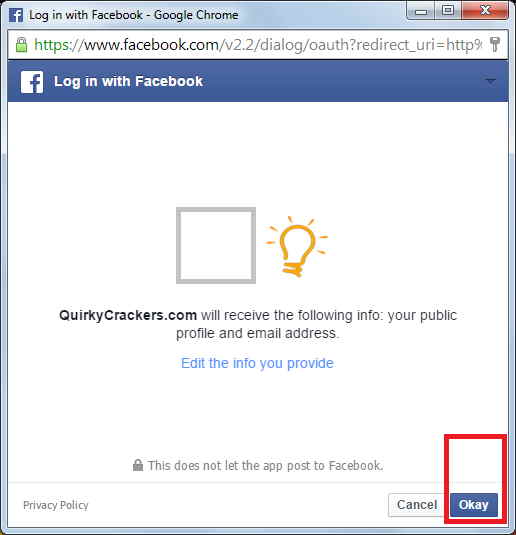 Log in with Facebook - Google Chrome
https://www.facebook.com/v2.2/dialog/oauth?redirect_uri=http%
Log in with Facebook
QuirkyCrackers.com will receive the following info: your public
profile and email address.
Edit the info you provide
This does not let the app post to Facebook.
Privacy Policy
Cancel
Okay